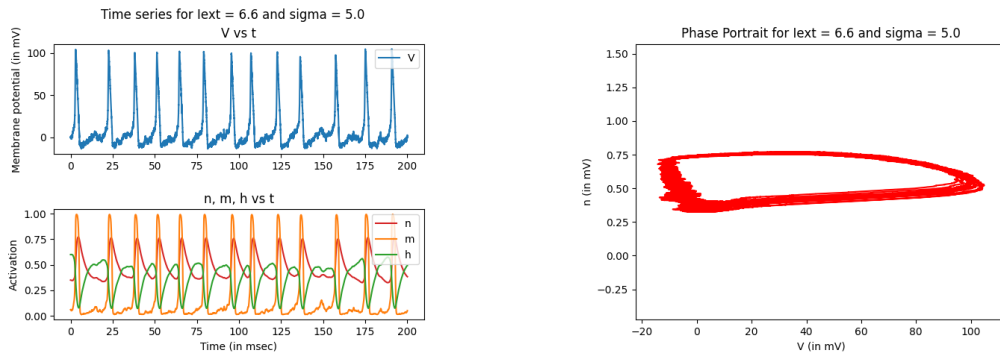 Time series for Iext = 6.6 and sigma = 5.0
V vs t
Membrane potential (in mV)
100
50
0
V
0 25 50 75 100 125 150 175 200
n, m, h vs t
Activation
1.00
0.75
0.50
0.25
0.00
n
m
h
0 25 50 75 100 125 150 175 200
Time (in msec)
Phase Portrait for Iext = 6.6 and sigma = 5.0
n (in mV)
1.50
1.25
1.00
0.75
0.50
0.25
0.00
−0.25
−20 0 20 40 60 80 100
V (in mV)